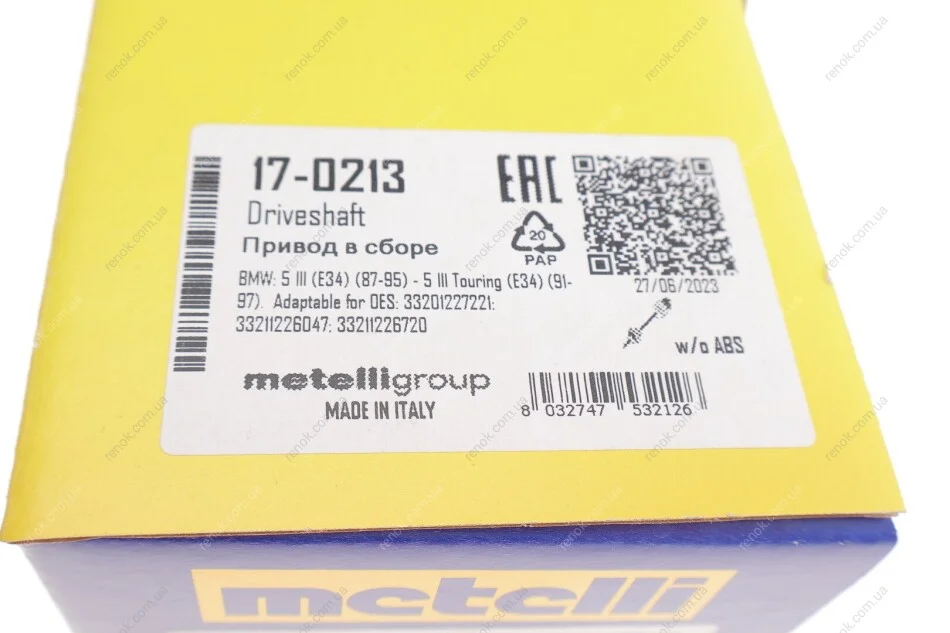 17-0213
Driveshaft
Привод в сборе
BMW: 5 III (E34) (87-95) - 5 III Touring (E34) (91-
97). Adaptable for OES: 33201227221;
33211226047; 33211226720
metelligroup
MADE IN ITALY
EAC
20
PAP
27/06/2023
w/o ABS
8 032747 532126
metelli
renok.com.ua